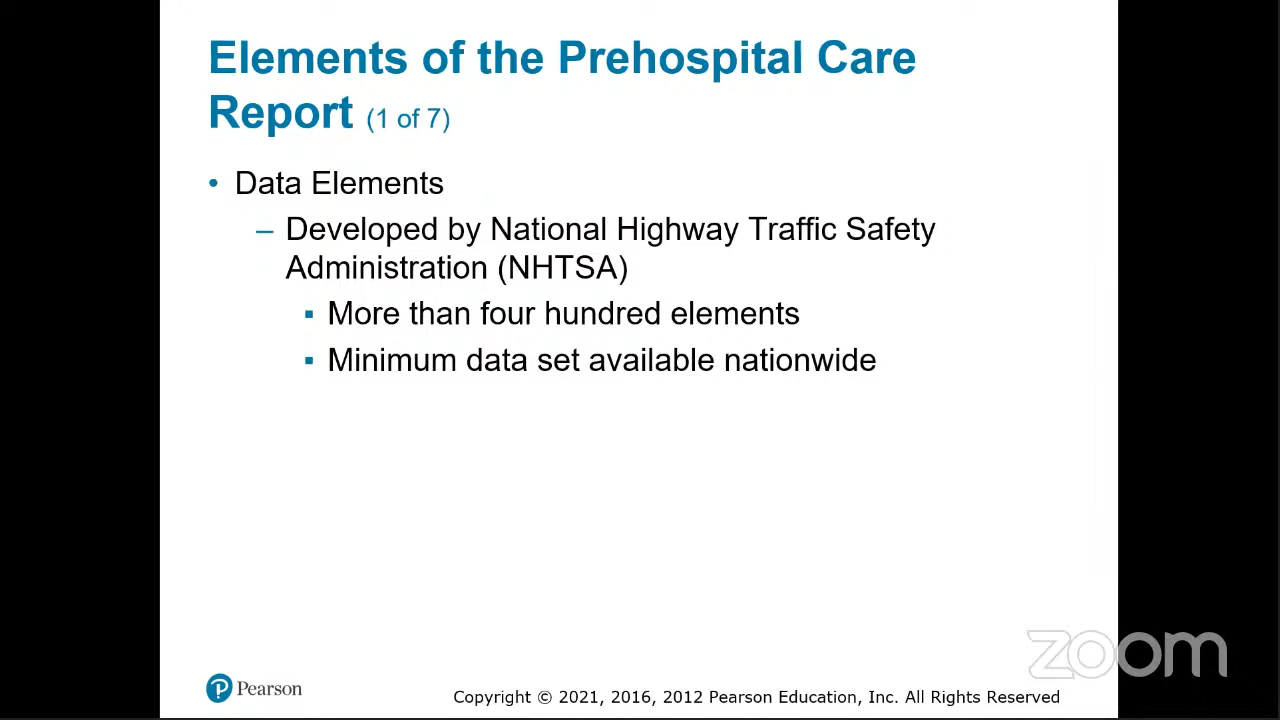 Elements of the Prehospital Care
Report (1 of 7)
• Data Elements
– Developed by National Highway Traffic Safety
Administration (NHTSA)
▪ More than four hundred elements
▪ Minimum data set available nationwide
zoom
Pearson
Copyright © 2021, 2016, 2012 Pearson Education, Inc. All Rights Reserved